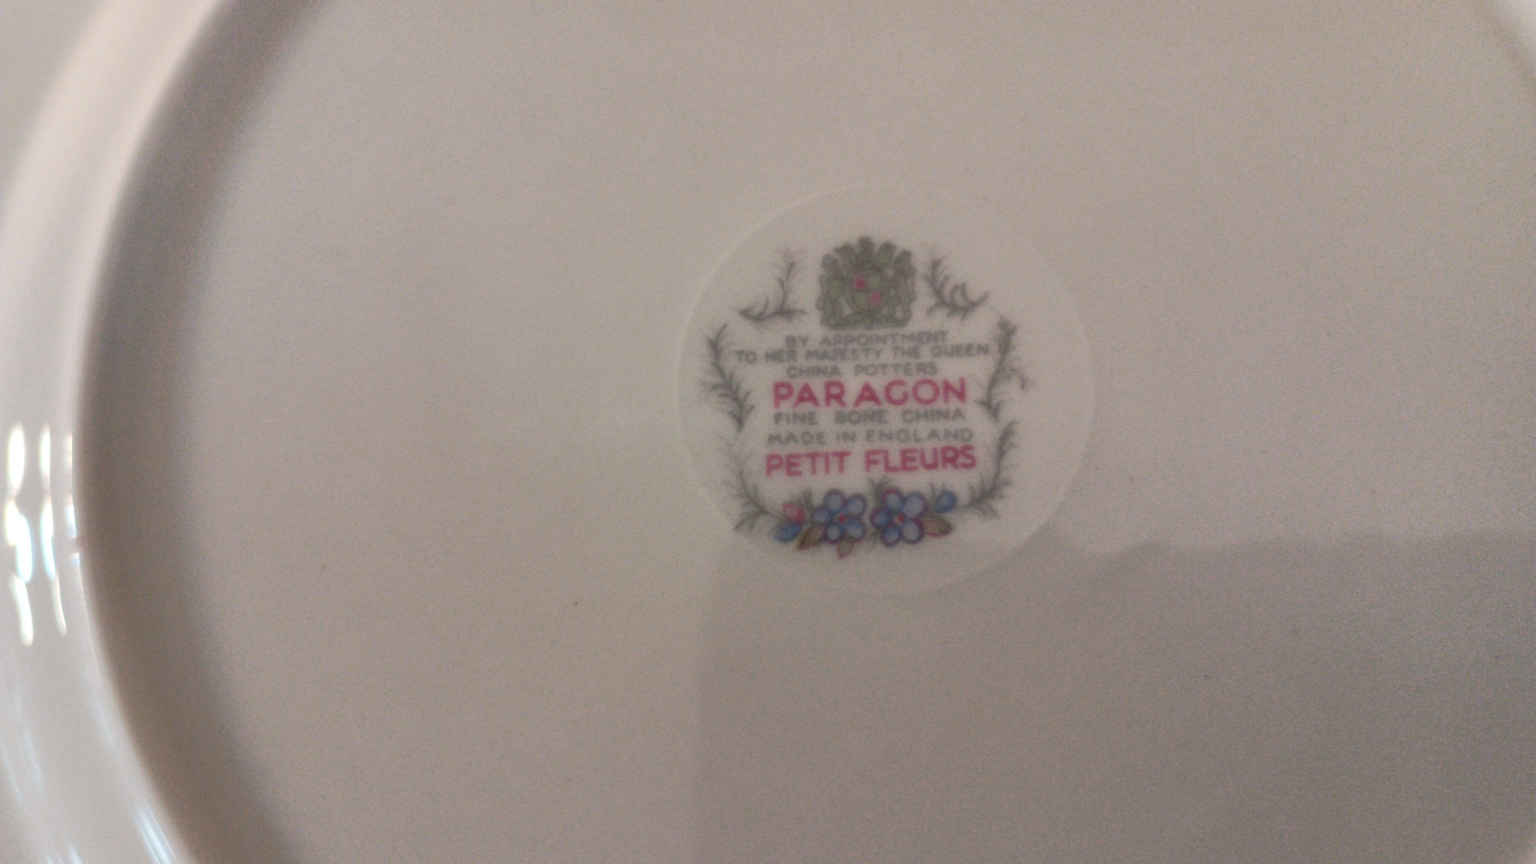 BY APPOINTMENT
TO HER MAJESTY THE QUEEN
CHINA POTTERS
PARAGON
FINE BONE CHINA
MADE IN ENGLAND
PETIT FLEURS